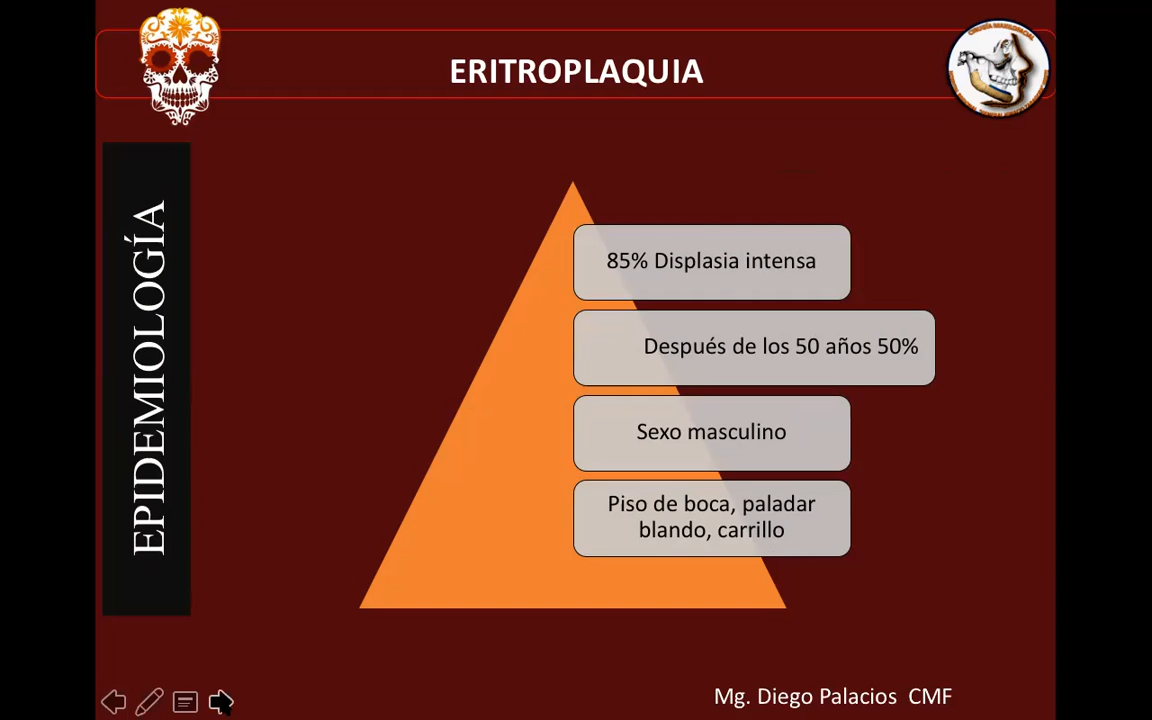 ERITROPLAQUIA
EPIDEMIOLOGÍA
85% Displasia intensa
Después de los 50 años 50%
Sexo masculino
Piso de boca, paladar
blando, carrillo
Mg. Diego Palacios CMF